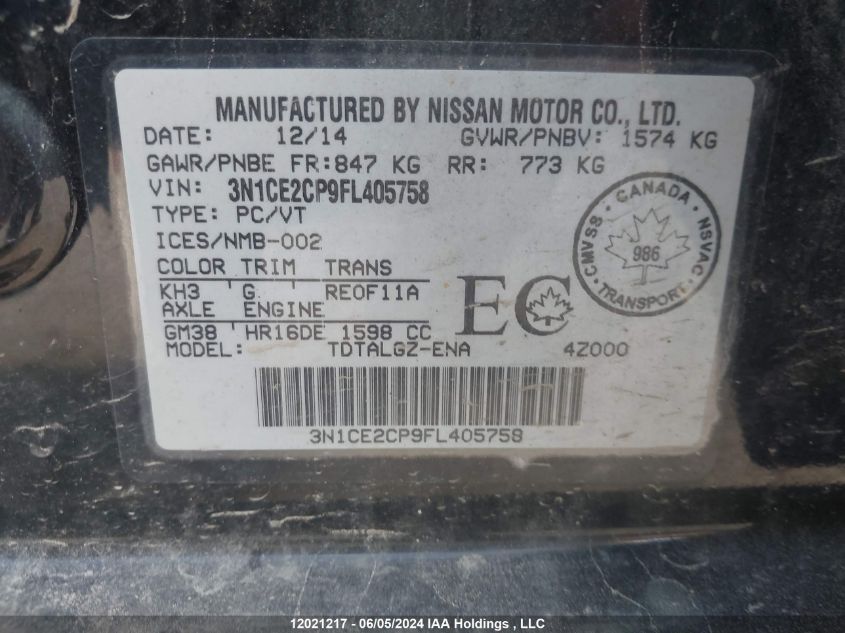 MANUFACTURED BY NISSAN MOTOR CO., LTD.
DATE: 12/14 GVWR/PNBV: 1574 KG
GAWR/PNBE FR:847 KG RR: 773 KG
VIN: 3N1CE2CP9FL405758
TYPE: PC/VT
ICES/NMB-002
COLOR TRIM TRANS
KH3 G REOF11A
AXLE ENGINE
GM38 HR16DE 1598 CC
MODEL: TDTALGZ-ENA 4Z000
EC
CMVSS · CANADA · NSVAC
986
· TRANSPORT ·
3N1CE2CP9FL405758
12021217 - 06/05/2024 IAA Holdings , LLC